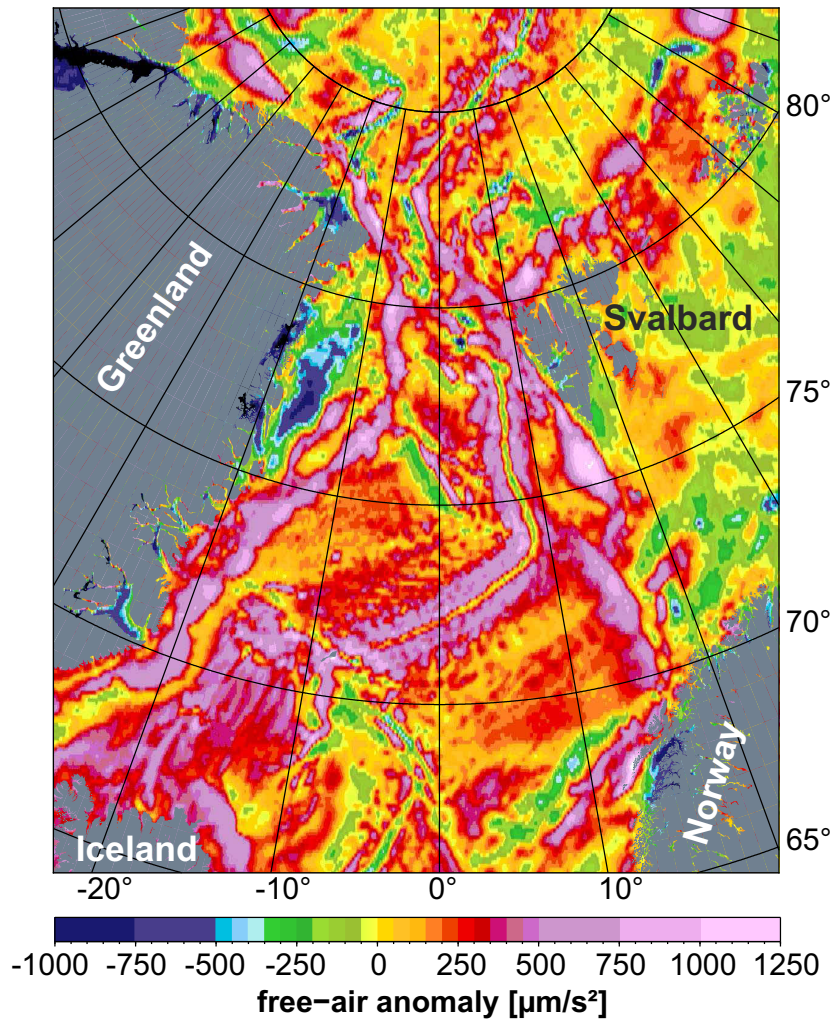 80°
Greenland
Svalbard
75°
70°
Norway
65°
Iceland
-20° -10° 0° 10°
-1000 -750 -500 -250 0 250 500 750 1000 1250
free−air anomaly [µm/s²]